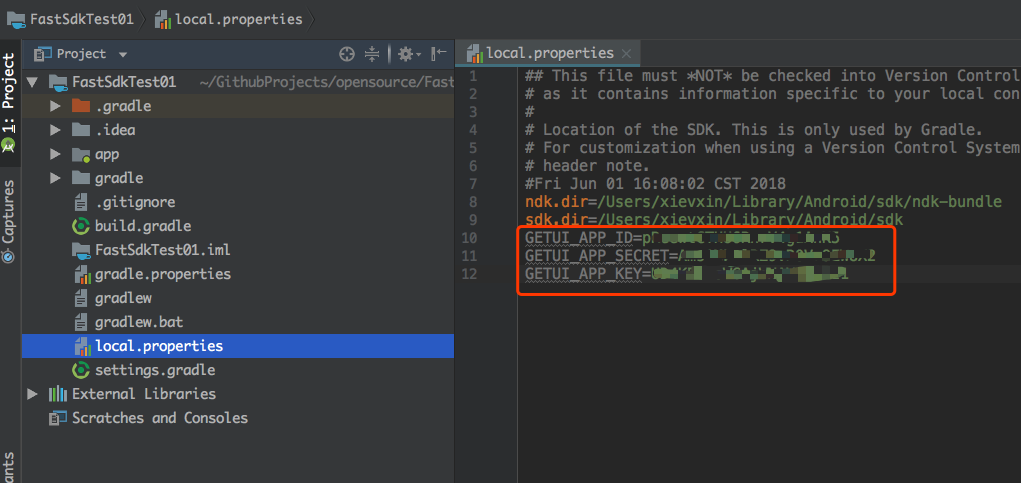 FastSdkTest01
local.properties
1: Project
Captures
Project
FastSdkTest01 ~/GithubProjects/opensource/Fast
.gradle
.idea
app
gradle
.gitignore
build.gradle
FastSdkTest01.iml
gradle.properties
gradlew
gradlew.bat
local.properties
settings.gradle
External Libraries
Scratches and Consoles
local.properties
1 ## This file must *NOT* be checked into Version Control
2 # as it contains information specific to your local con
3 #
4 # Location of the SDK. This is only used by Gradle.
5 # For customization when using a Version Control System
6 # header note.
7 #Fri Jun 01 16:08:02 CST 2018
8 ndk.dir=/Users/xievxin/Library/Android/sdk/ndk-bundle
9 sdk.dir=/Users/xievxin/Library/Android/sdk
10 GETUI_APP_ID=
11 GETUI_APP_SECRET=
12 GETUI_APP_KEY=